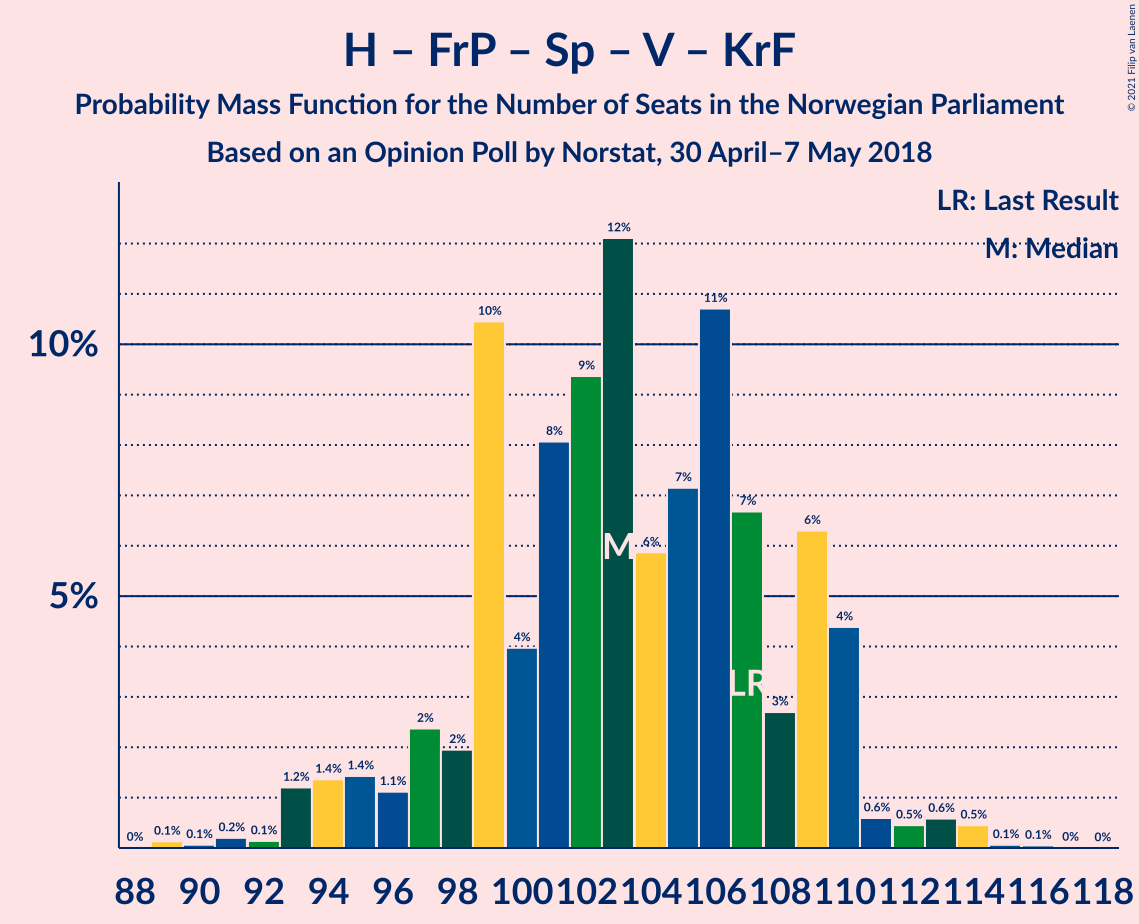 H – FrP – Sp – V – KrF
Probability Mass Function for the Number of Seats in the Norwegian Parliament
Based on an Opinion Poll by Norstat, 30 April–7 May 2018
© 2021 Filip van Laenen
LR: Last Result
M: Median
10%
5%
0% 0.1% 0.1% 0.2% 0.1% 1.2% 1.4% 1.4% 1.1% 2% 2% 10% 4% 8% 9% 12% 6% 7% 11% 7% 3% 6% 4% 0.6% 0.5% 0.6% 0.5% 0.1% 0.1% 0% 0%
M
LR
88 90 92 94 96 98 100 102 104 106 108 110 112 114 116 118